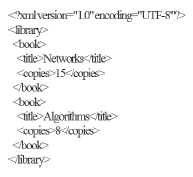 <?xml version="1.0" encoding="UTF-8"?>
<library>
<book>
<title>Networks</title>
<copies>15</copies>
</book>
<book>
<title>Algorithms</title>
<copies>8</copies>
</book>
</library>